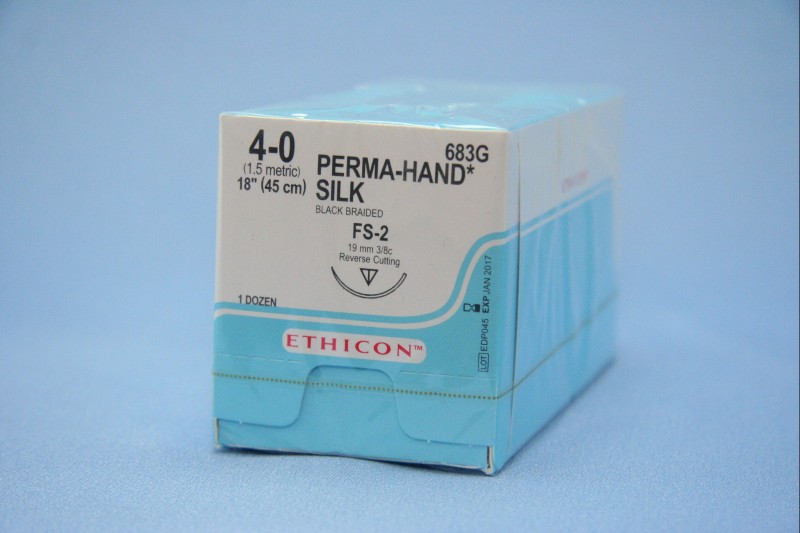 4-0
(1.5 metric)
18" (45 cm)
PERMA-HAND*
SILK
BLACK BRAIDED
683G
FS-2
19 mm 3/8c
Reverse Cutting
1 DOZEN
ETHICON™
LOT EDP045 EXP JAN 2017